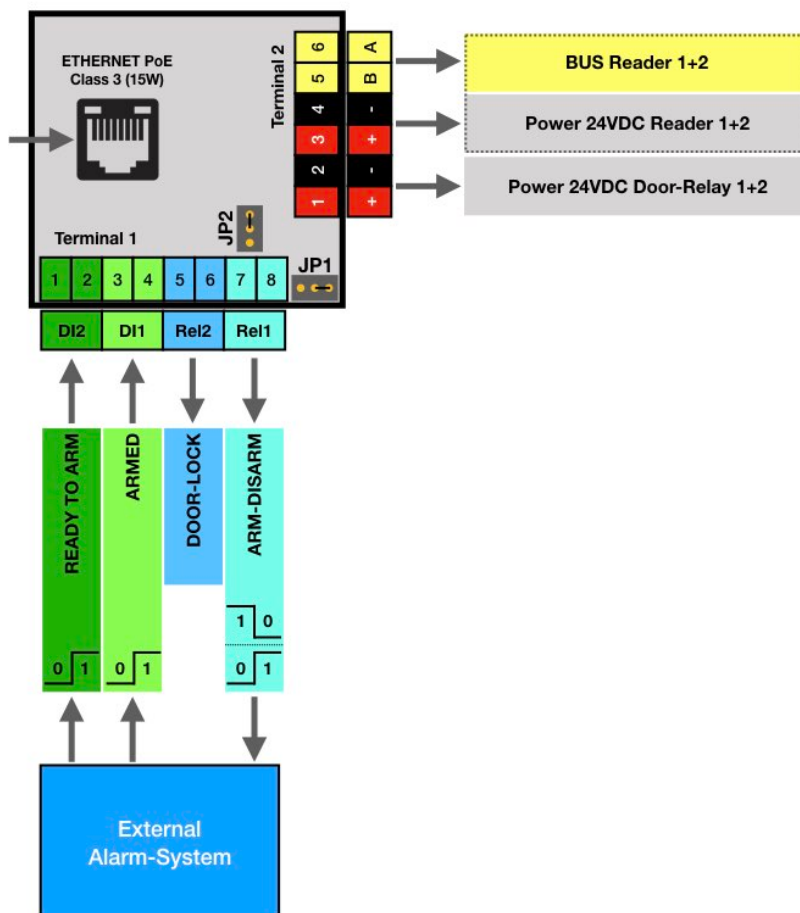 ETHERNET PoE
Class 3 (15W)
Terminal 2
6 A
5 B
4 -
3 +
2 -
1 +
BUS Reader 1+2
Power 24VDC Reader 1+2
Power 24VDC Door-Relay 1+2
JP2
Terminal 1
JP1
1 2 3 4 5 6 7 8
DI2 DI1 Rel2 Rel1
READY TO ARM
ARMED
DOOR-LOCK
ARM-DISARM
1 0
0 1
0 1
0 1
External
Alarm-System